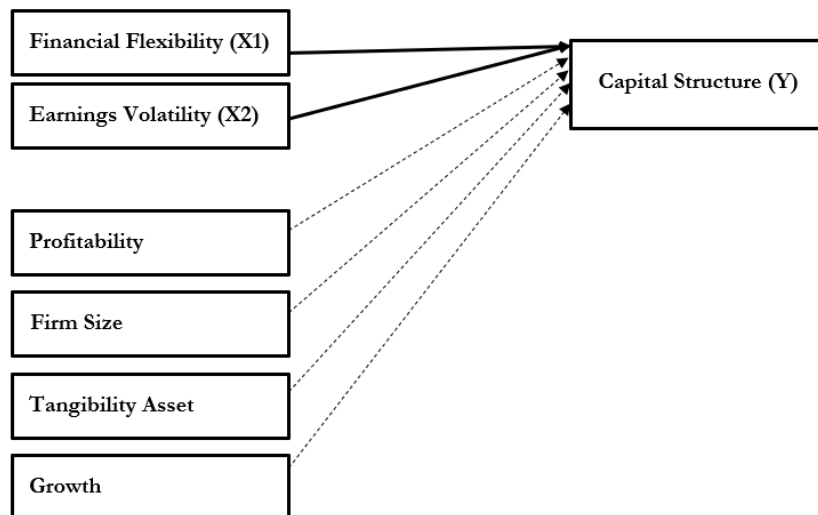 Financial Flexibility (X1)
Capital Structure (Y)
Earnings Volatility (X2)
Profitability
Firm Size
Tangibility Asset
Growth